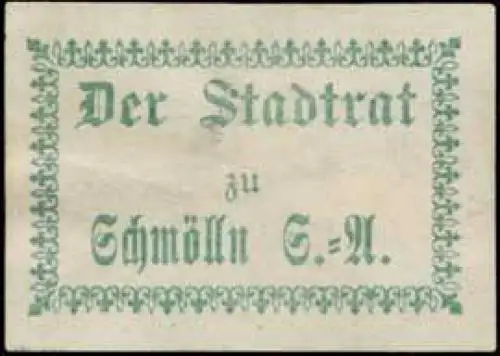 Der Stadtrat
zu
Schmölln S.=A.